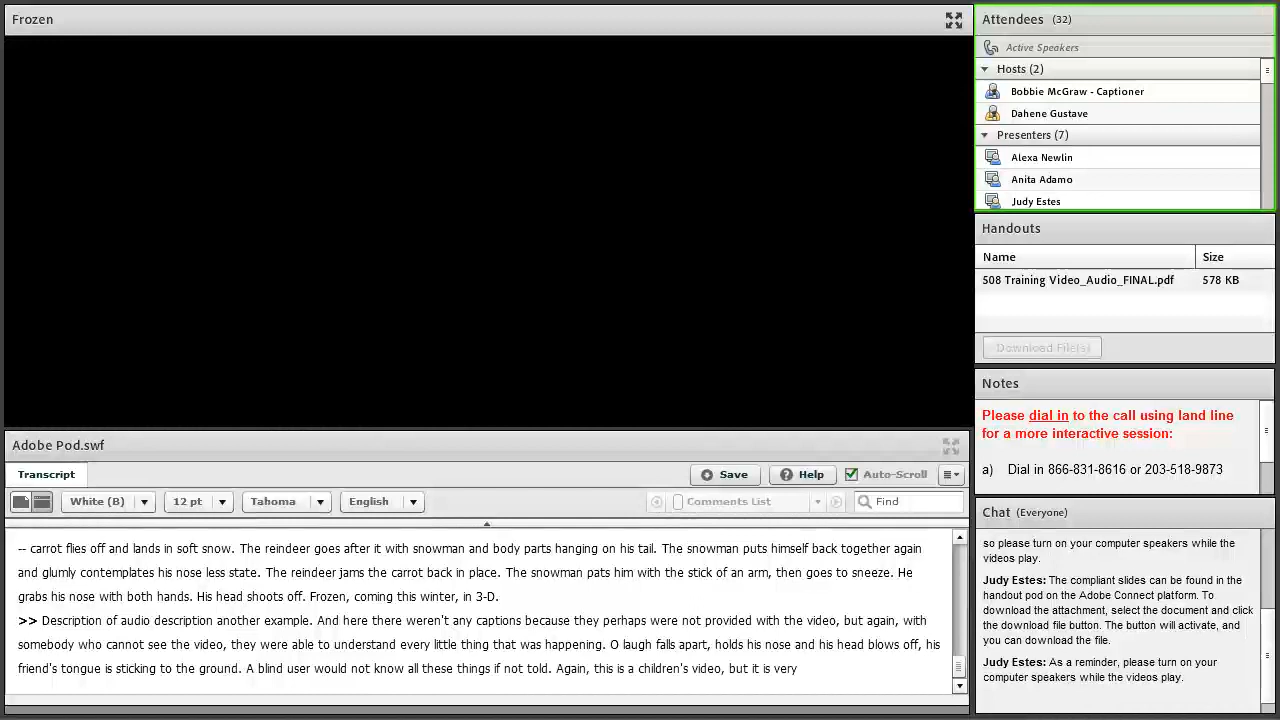 Frozen
Attendees (32)
Active Speakers
Hosts (2)
Bobbie McGraw - Captioner
Dahene Gustave
Presenters (7)
Alexa Newlin
Anita Adamo
Judy Estes
Handouts
Name Size
508 Training Video_Audio_FINAL.pdf 578 KB
Download File(s)
Notes
Please dial in to the call using land line
for a more interactive session:
a) Dial in 866-831-8616 or 203-518-9873
Adobe Pod.swf
Transcript Save Help Auto-Scroll
White (B) 12 pt Tahoma English Comments List Find
-- carrot flies off and lands in soft snow. The reindeer goes after it with snowman and body parts hanging on his tail. The snowman puts himself back together again
and glumly contemplates his nose less state. The reindeer jams the carrot back in place. The snowman pats him with the stick of an arm, then goes to sneeze. He
grabs his nose with both hands. His head shoots off. Frozen, coming this winter, in 3-D.
>> Description of audio description another example. And here there weren't any captions because they perhaps were not provided with the video, but again, with
somebody who cannot see the video, they were able to understand every little thing that was happening. O laugh falls apart, holds his nose and his head blows off, his
friend's tongue is sticking to the ground. A blind user would not know all these things if not told. Again, this is a children's video, but it is very
Chat (Everyone)
so please turn on your computer speakers while the
videos play.
Judy Estes: The compliant slides can be found in the
handout pod on the Adobe Connect platform. To
download the attachment, select the document and click
the download file button. The button will activate, and
you can download the file.
Judy Estes: As a reminder, please turn on your
computer speakers while the videos play.